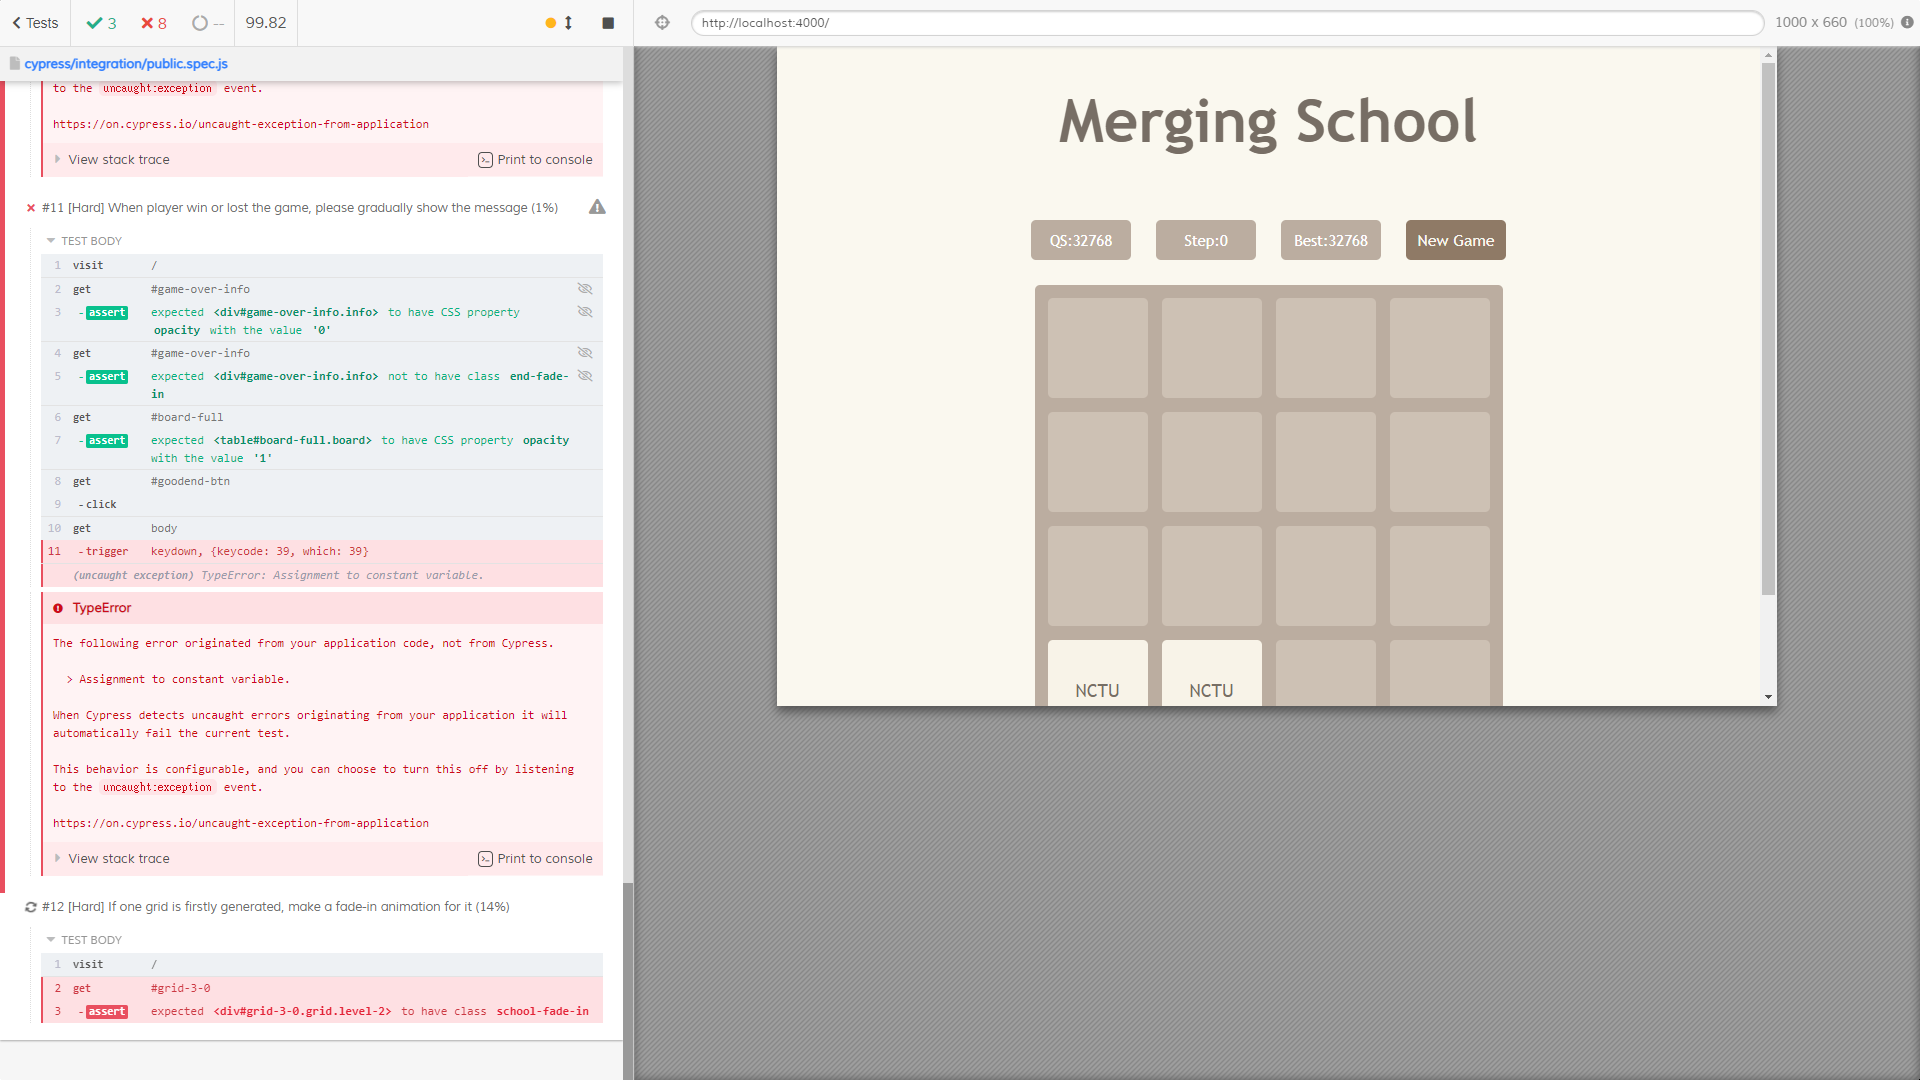 Tests
3
8
--
99.82
http://localhost:4000/
1000 x 660 (100%)
cypress/integration/public.spec.js
to the uncaught:exception event.
https://on.cypress.io/uncaught-exception-from-application
View stack trace
Print to console
#11 [Hard] When player win or lost the game, please gradually show the message (1%)
TEST BODY
1 visit /
2 get #game-over-info
3 -assert expected <div#game-over-info.info> to have CSS property
opacity with the value '0'
4 get #game-over-info
5 -assert expected <div#game-over-info.info> not to have class end-fade-
in
6 get #board-full
7 -assert expected <table#board-full.board> to have CSS property opacity
with the value '1'
8 get #goodend-btn
9 -click
10 get body
11 -trigger keydown, {keycode: 39, which: 39}
(uncaught exception) TypeError: Assignment to constant variable.
TypeError
The following error originated from your application code, not from Cypress.
> Assignment to constant variable.
When Cypress detects uncaught errors originating from your application it will
automatically fail the current test.
This behavior is configurable, and you can choose to turn this off by listening
to the uncaught:exception event.
https://on.cypress.io/uncaught-exception-from-application
View stack trace
Print to console
#12 [Hard] If one grid is firstly generated, make a fade-in animation for it (14%)
TEST BODY
1 visit /
2 get #grid-3-0
3 -assert expected <div#grid-3-0.grid.level-2> to have class school-fade-in
Merging School
QS:32768
Step:0
Best:32768
New Game
NCTU
NCTU